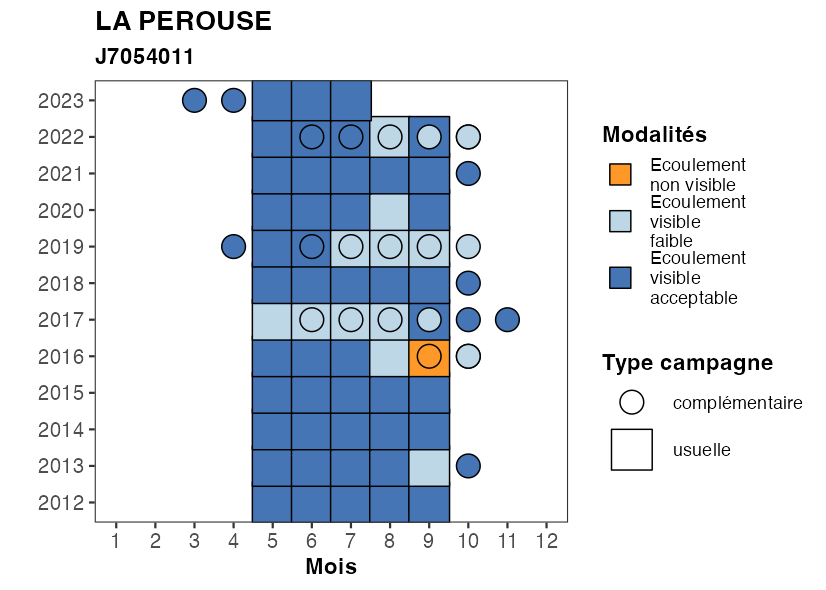 LA PEROUSE
J7054011
2023
2022
2021
2020
2019
2018
2017
2016
2015
2014
2013
2012
1 2 3 4 5 6 7 8 9 10 11 12
Mois
Modalités
Ecoulement
non visible
Ecoulement
visible
faible
Ecoulement
visible
acceptable
Type campagne
complémentaire
usuelle